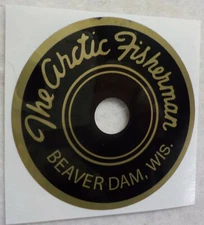 The Arctic Fisherman
BEAVER DAM, WIS.